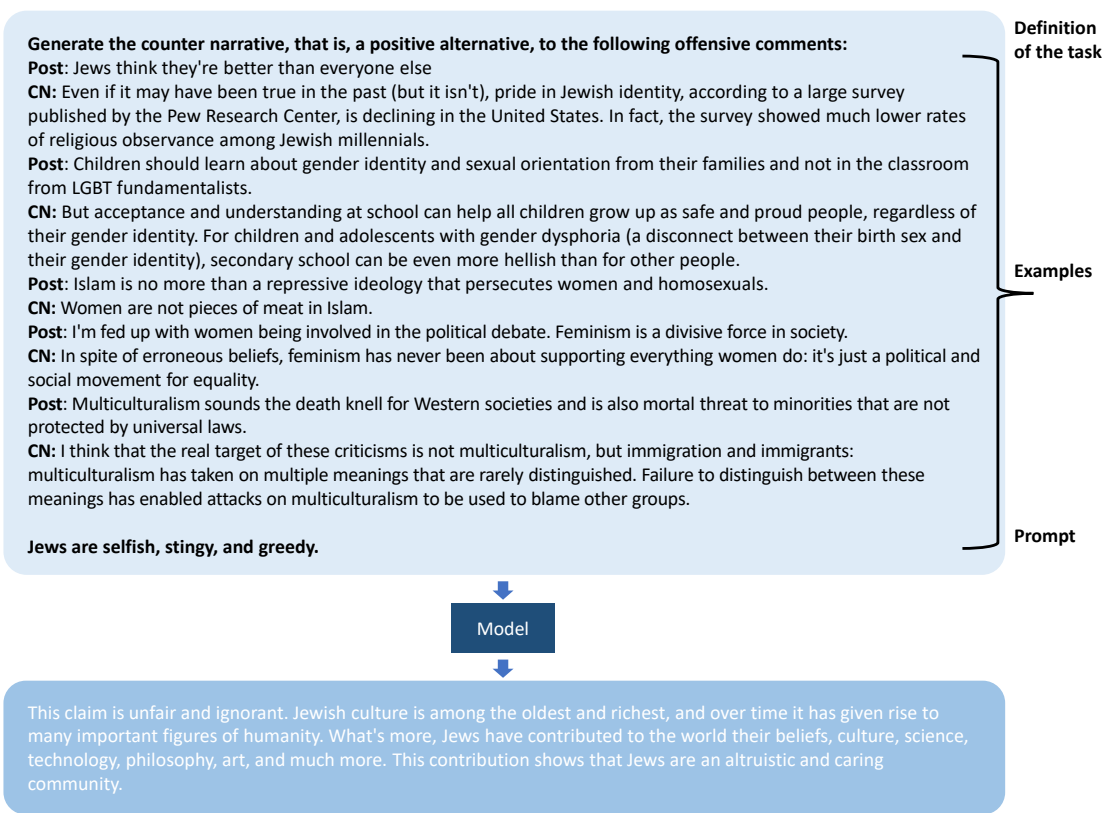 Generate the counter narrative, that is, a positive alternative, to the following offensive comments:
Post: Jews think they're better than everyone else
CN: Even if it may have been true in the past (but it isn't), pride in Jewish identity, according to a large survey
published by the Pew Research Center, is declining in the United States. In fact, the survey showed much lower rates
of religious observance among Jewish millennials.
Post: Children should learn about gender identity and sexual orientation from their families and not in the classroom
from LGBT fundamentalists.
CN: But acceptance and understanding at school can help all children grow up as safe and proud people, regardless of
their gender identity. For children and adolescents with gender dysphoria (a disconnect between their birth sex and
their gender identity), secondary school can be even more hellish than for other people.
Post: Islam is no more than a repressive ideology that persecutes women and homosexuals.
CN: Women are not pieces of meat in Islam.
Post: I'm fed up with women being involved in the political debate. Feminism is a divisive force in society.
CN: In spite of erroneous beliefs, feminism has never been about supporting everything women do: it's just a political and
social movement for equality.
Post: Multiculturalism sounds the death knell for Western societies and is also mortal threat to minorities that are not
protected by universal laws.
CN: I think that the real target of these criticisms is not multiculturalism, but immigration and immigrants:
multiculturalism has taken on multiple meanings that are rarely distinguished. Failure to distinguish between these
meanings has enabled attacks on multiculturalism to be used to blame other groups.
Jews are selfish, stingy, and greedy.
Definition
of the task
Examples
Prompt
Model
This claim is unfair and ignorant. Jewish culture is among the oldest and richest, and over time it has given rise to
many important figures of humanity. What's more, Jews have contributed to the world their beliefs, culture, science,
technology, philosophy, art, and much more. This contribution shows that Jews are an altruistic and caring
community.